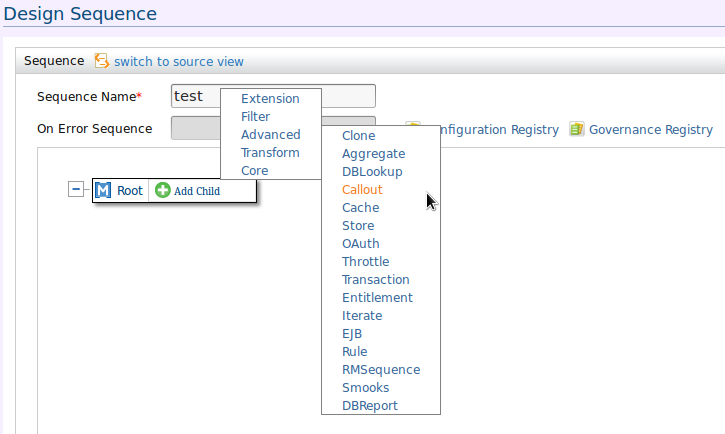 Design Sequence
Sequence switch to source view
Sequence Name* test
On Error Sequence
Extension
Filter
Advanced
Transform
Core
onfiguration Registry Governance Registry
Root Add Child
Clone
Aggregate
DBLookup
Callout
Cache
Store
OAuth
Throttle
Transaction
Entitlement
Iterate
EJB
Rule
RMSequence
Smooks
DBReport